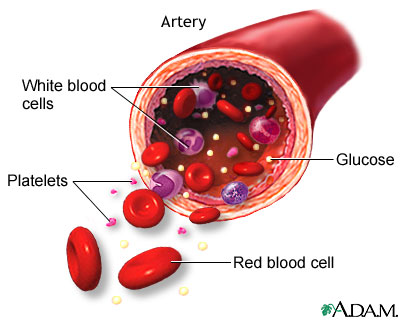 Artery
White blood
cells
Glucose
Platelets
Red blood cell
A.D.A.M.